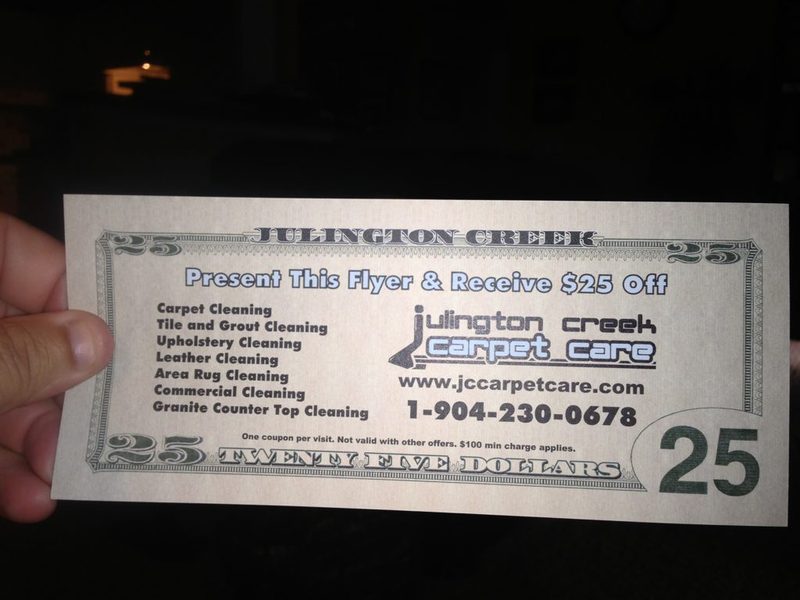 JULINGTON CREEK
25
25
Present This Flyer & Receive $25 Off
Carpet Cleaning
Tile and Grout Cleaning
Upholstery Cleaning
Leather Cleaning
Area Rug Cleaning
Commercial Cleaning
Granite Counter Top Cleaning
julington creek
carpet care
www.jccarpetcare.com
1-904-230-0678
One coupon per visit. Not valid with other offers. $100 min charge applies.
25
TWENTY FIVE DOLLARS
25